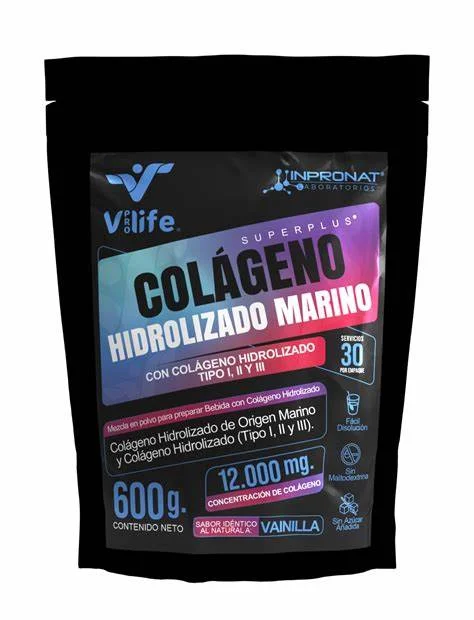 V PRO life®
INPRONAT®
LABORATORIOS
SUPERPLUS®
COLÁGENO
HIDROLIZADO MARINO
CON COLÁGENO HIDROLIZADO
TIPO I, II Y III
SERVICIOS
30
POR EMPAQUE
Mezcla en polvo para preparar Bebida con Colágeno Hidrolizado
Colágeno Hidrolizado de Origen Marino
y Colágeno Hidrolizado (Tipo I, II y III).
Fácil
Disolución
600g.
CONTENIDO NETO
12.000 mg.
CONCENTRACIÓN DE COLÁGENO
Sin
Maltodextrina
SABOR IDÉNTICO
AL NATURAL A:
VAINILLA
Sin Azúcar
Añadida